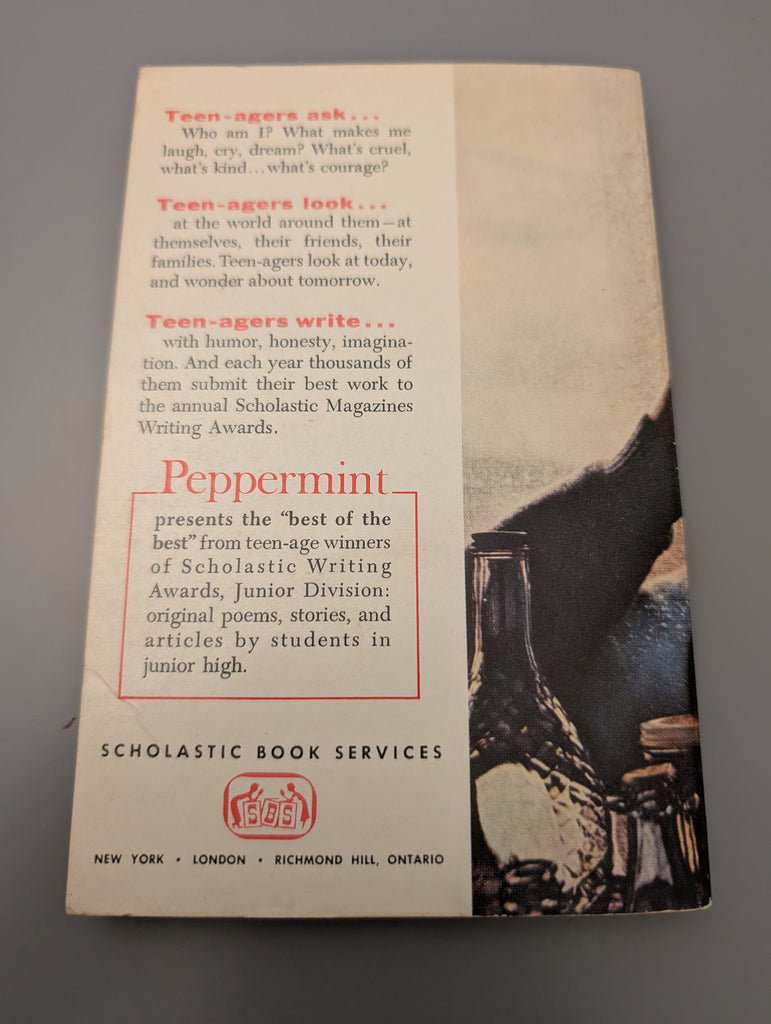 Teen-agers ask...
Who am I? What makes me
laugh, cry, dream? What's cruel,
what's kind...what's courage?
Teen-agers look...
at the world around them—at
themselves, their friends, their
families. Teen-agers look at today,
and wonder about tomorrow.
Teen-agers write...
with humor, honesty, imagina-
tion. And each year thousands of
them submit their best work to
the annual Scholastic Magazines
Writing Awards.
Peppermint
presents the “best of the
best” from teen-age winners
of Scholastic Writing
Awards, Junior Division:
original poems, stories, and
articles by students in
junior high.
SCHOLASTIC BOOK SERVICES
SBS
NEW YORK • LONDON • RICHMOND HILL, ONTARIO